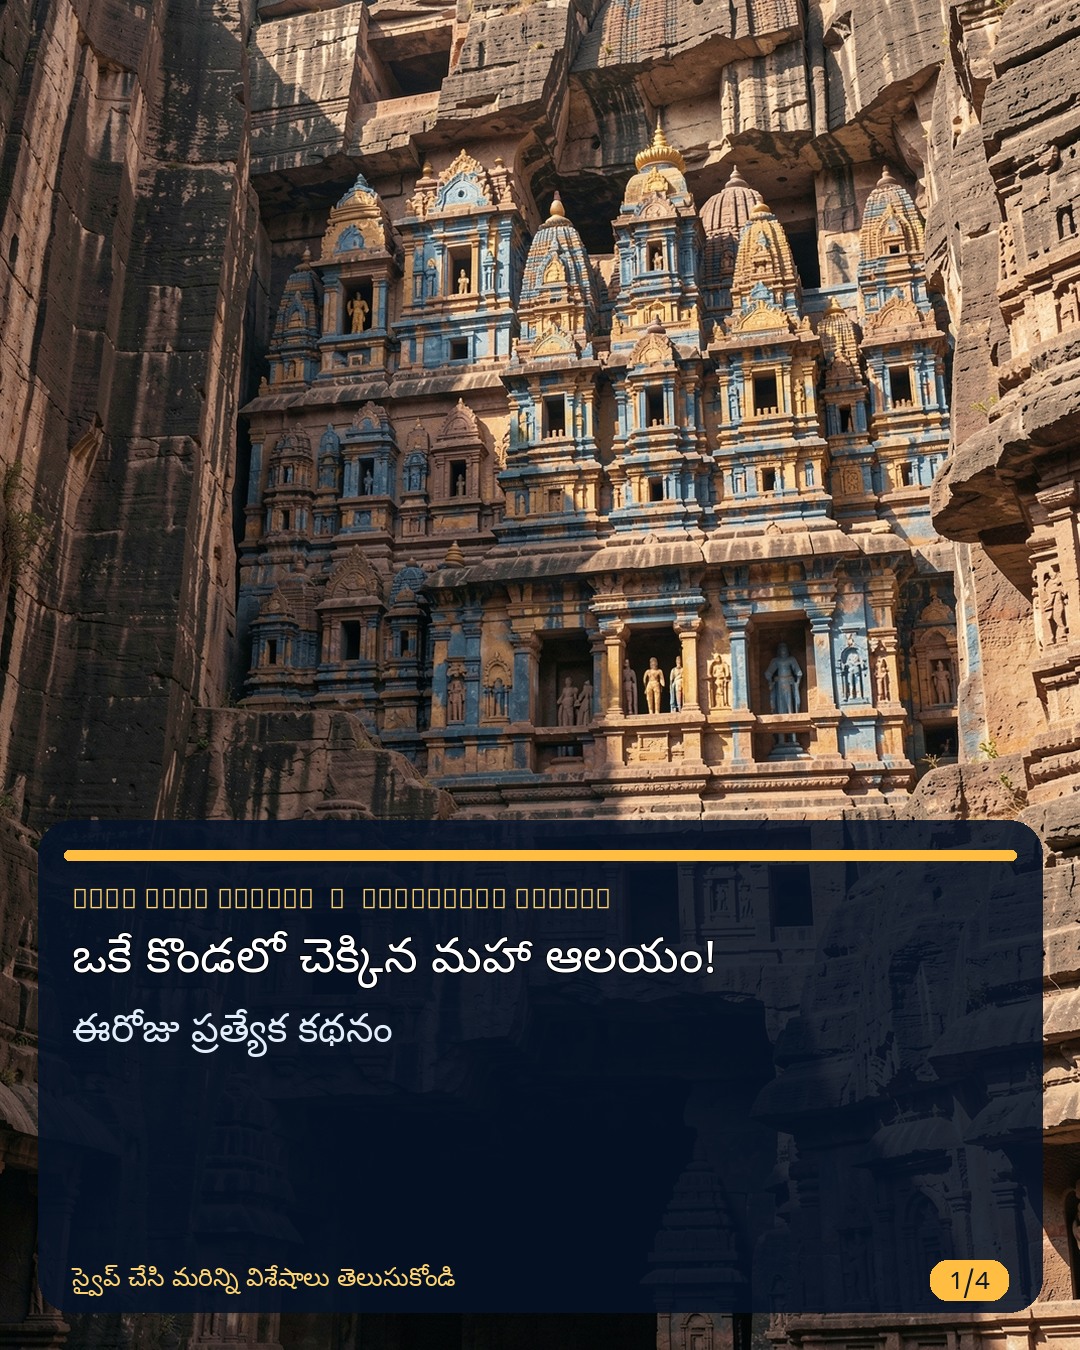 ఒకే కొండలో చెక్కిన మహా ఆలయం!
ఈరోజు ప్రత్యేక కథనం
స్వైప్ చేసి మరిన్ని విశేషాలు తెలుసుకోండి
1/4